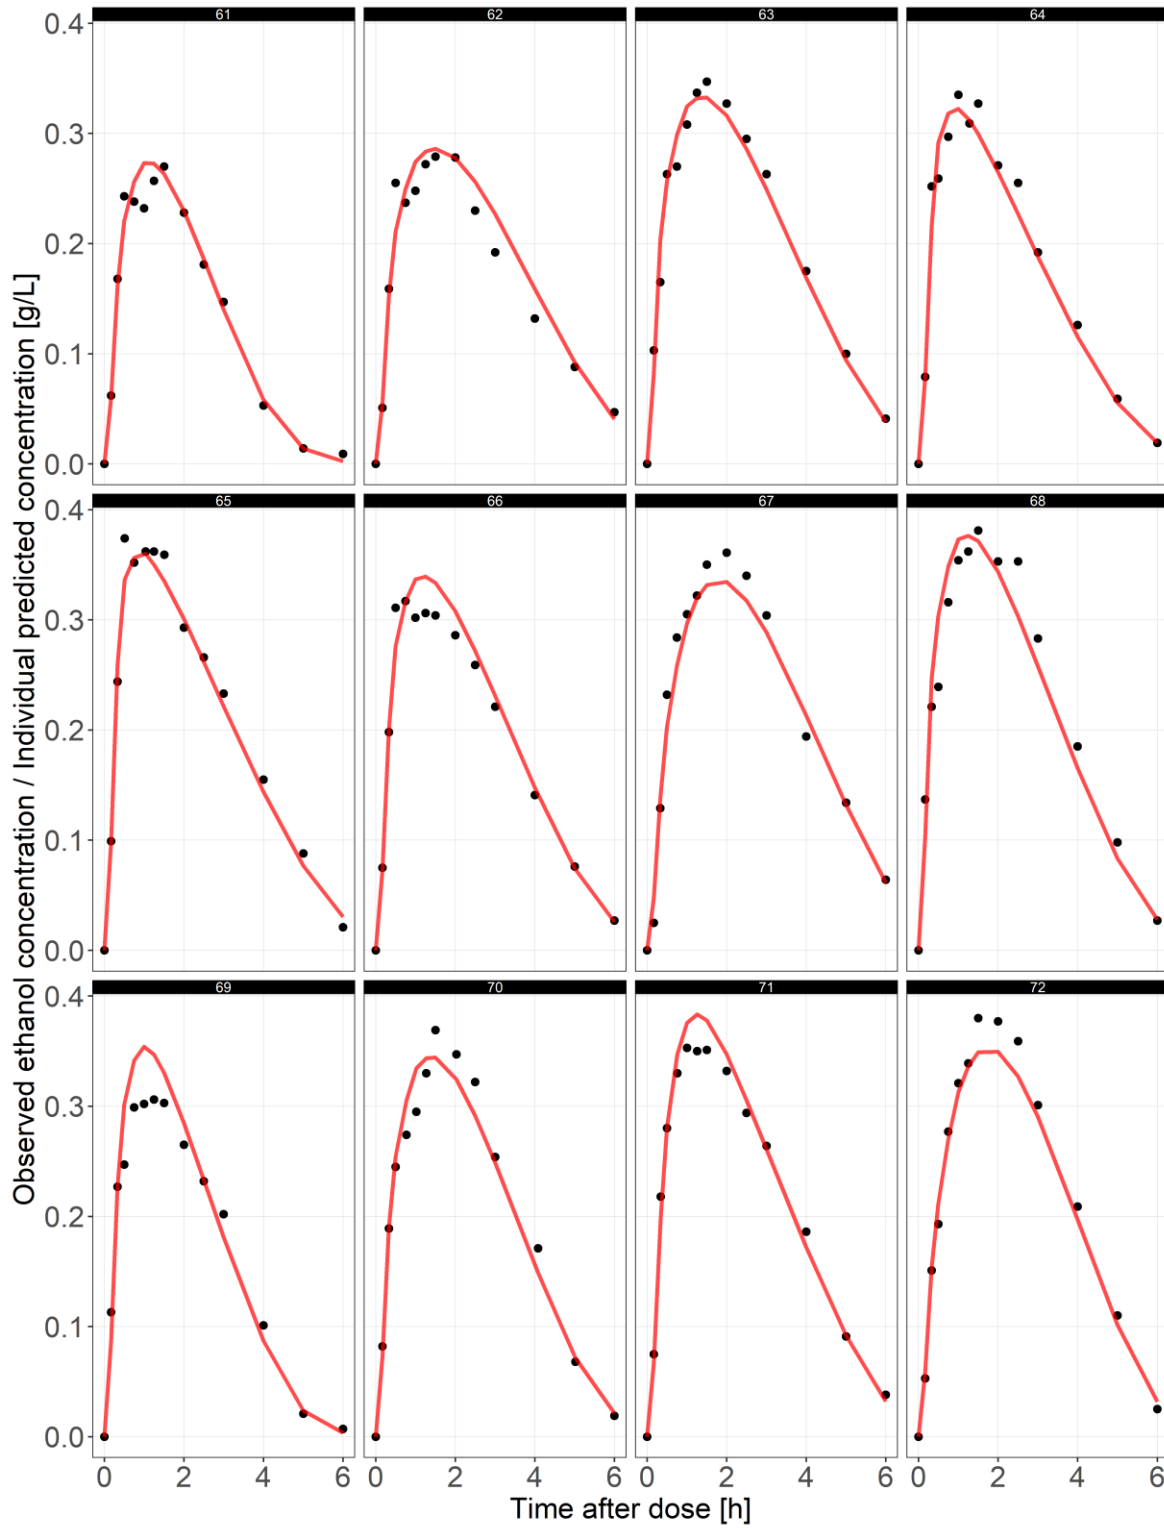 Observed ethanol concentration / Individual predicted concentration [g/L]
61 62 63 64
0.4
0.3
0.2
0.1
0.0
65 66 67 68
0.4
0.3
0.2
0.1
0.0
69 70 71 72
0.4
0.3
0.2
0.1
0.0
0 2 4 6 0 2 4 6 0 2 4 6 0 2 4 6
Time after dose [h]